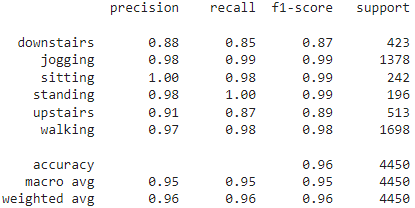 precision recall f1-score support
downstairs 0.88 0.85 0.87 423
jogging 0.98 0.99 0.99 1378
sitting 1.00 0.98 0.99 242
standing 0.98 1.00 0.99 196
upstairs 0.91 0.87 0.89 513
walking 0.97 0.98 0.98 1698
accuracy 0.96 4450
macro avg 0.95 0.95 0.95 4450
weighted avg 0.96 0.96 0.96 4450